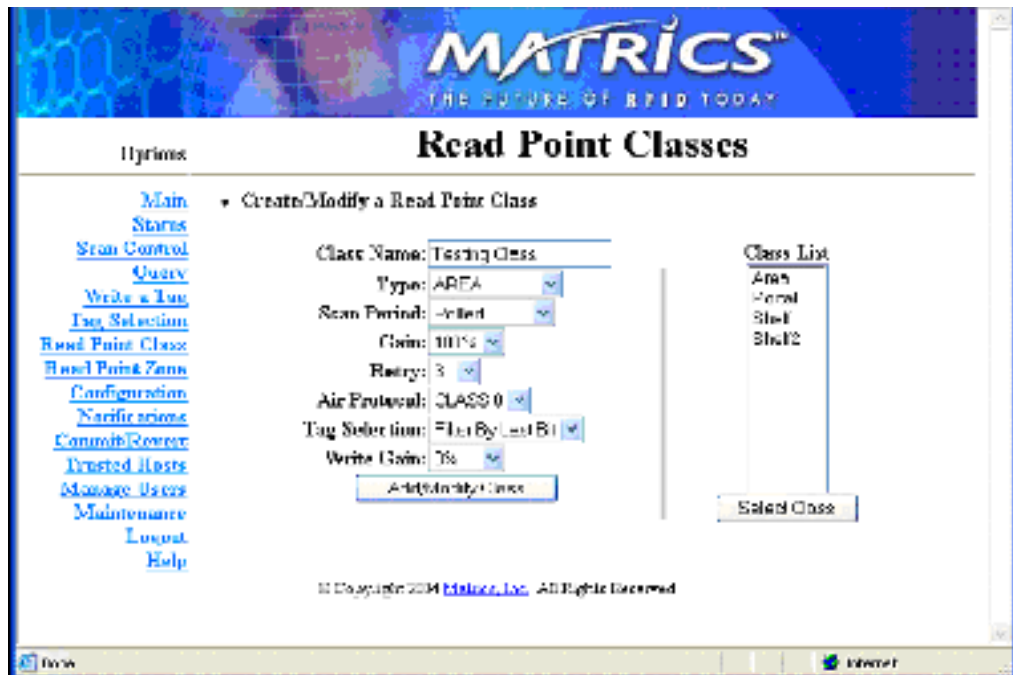 MATRICS™
THE FUTURE OF RFID TODAY
Options
Read Point Classes
Main
Status
Scan Control
Query
Write a Tag
Tag Selection
Read Point Class
Read Point Zone
Configuration
Notifications
Commit/Revert
Trusted Hosts
Manage Users
Maintenance
Logout
Help
Create/Modify a Read Point Class
Class Name: Testing Class
Type: AREA
Scan Period: Polled
Gain: 100%
Retry: 3
Air Protocol: CLASS 0
Tag Selection: Filter By Last Bit
Write Gain: 0%
Add/Modify Class
Class List
Area
Portal
Shelf
Shelf2
Select Class
© Copyright 2004 Matrics, Inc. All Rights Reserved
Done
Internet